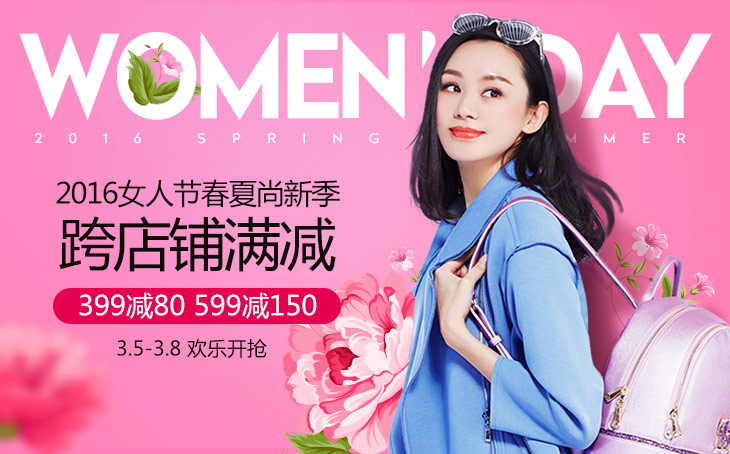 WOMEN' DAY
2016 SPRING MMER
2016女人节春夏尚新季
跨店铺满减
399减80 599减150
3.5-3.8 欢乐开抢